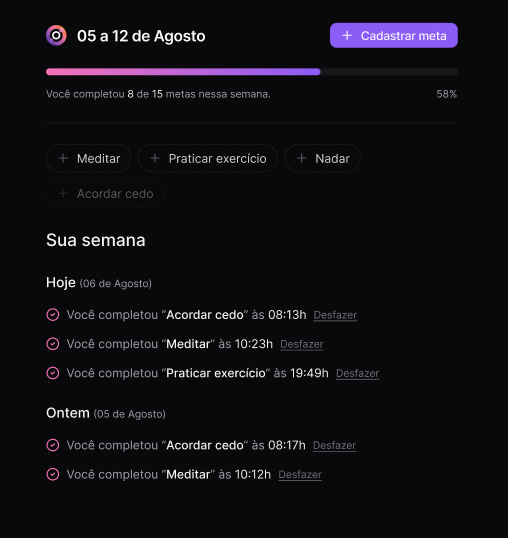 05 a 12 de Agosto
+ Cadastrar meta
Você completou 8 de 15 metas nessa semana.
58%
+ Meditar
+ Praticar exercício
+ Nadar
+ Acordar cedo
Sua semana
Hoje (06 de Agosto)
Você completou “Acordar cedo” às 08:13h Desfazer
Você completou “Meditar” às 10:23h Desfazer
Você completou “Praticar exercício” às 19:49h Desfazer
Ontem (05 de Agosto)
Você completou “Acordar cedo” às 08:17h Desfazer
Você completou “Meditar” às 10:12h Desfazer